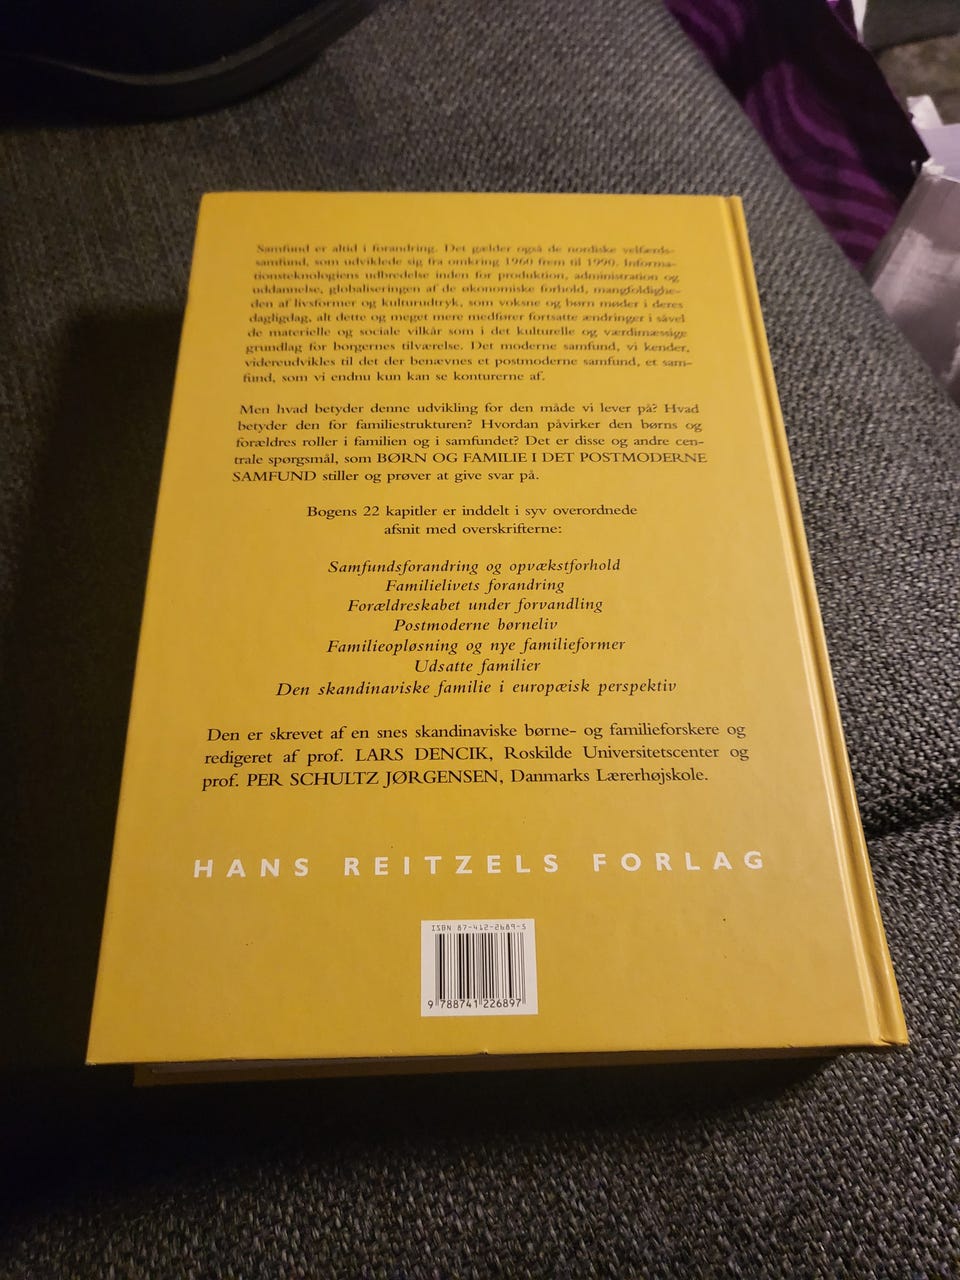 Samfund er altid i forandring. Det gælder også de nordiske velfærds-
samfund, som udviklede sig fra omkring 1960 frem til 1990. Informa-
tionsteknologiens udbredelse inden for produktion, administration og
uddannelse, globaliseringen af de økonomiske forhold, mangfoldighe-
den af livsformer og kulturudtryk, som voksne og børn møder i deres
dagligdag, alt dette og meget mere medfører fortsatte ændringer i såvel
de materielle og sociale vilkår som i det kulturelle og værdimæssige
grundlag for borgernes tilværelse. Det moderne samfund, vi kender,
videreudvikles til det der benævnes et postmoderne samfund, et sam-
fund, som vi endnu kun kan se konturerne af.
Men hvad betyder denne udvikling for den måde vi lever på? Hvad
betyder den for familiestrukturen? Hvordan påvirker den børns og
forældres roller i familien og i samfundet? Det er disse og andre cen-
trale spørgsmål, som BØRN OG FAMILIE I DET POSTMODERNE
SAMFUND stiller og prøver at give svar på.
Bogens 22 kapitler er inddelt i syv overordnede
afsnit med overskrifterne:
Samfundsforandring og opvækstforhold
Familielivets forandring
Forældreskabet under forvandling
Postmoderne børneliv
Familieopløsning og nye familieformer
Udsatte familier
Den skandinaviske familie i europæisk perspektiv
Den er skrevet af en snes skandinaviske børne- og familieforskere og
redigeret af prof. LARS DENCIK, Roskilde Universitetscenter og
prof. PER SCHULTZ JØRGENSEN, Danmarks Lærerhøjskole.
HANS REITZELS FORLAG
ISBN 87-412-2689-3
9 788741 226897